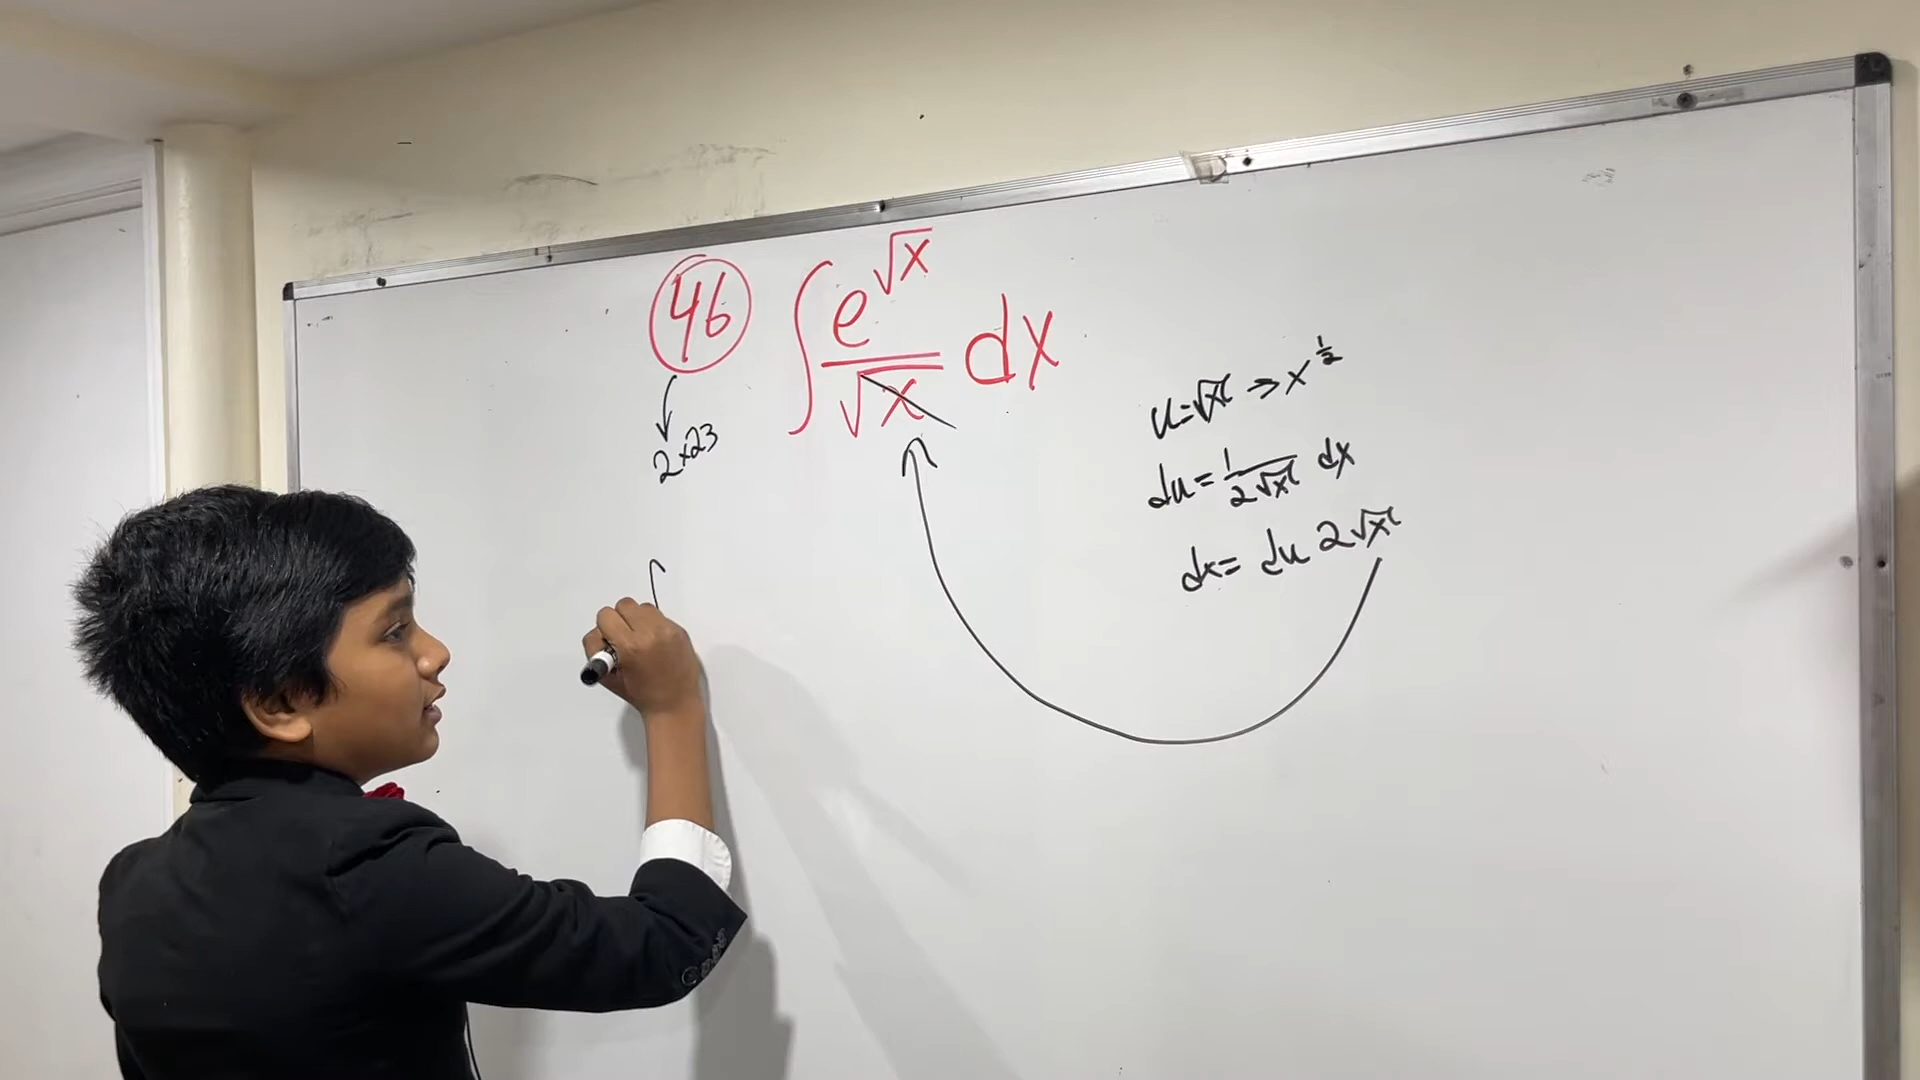 46 ∫ e^√x / √x dx
2×23
u=√x ⇒ x^1/2
du = 1/2√x dx
dx = du 2√x
∫